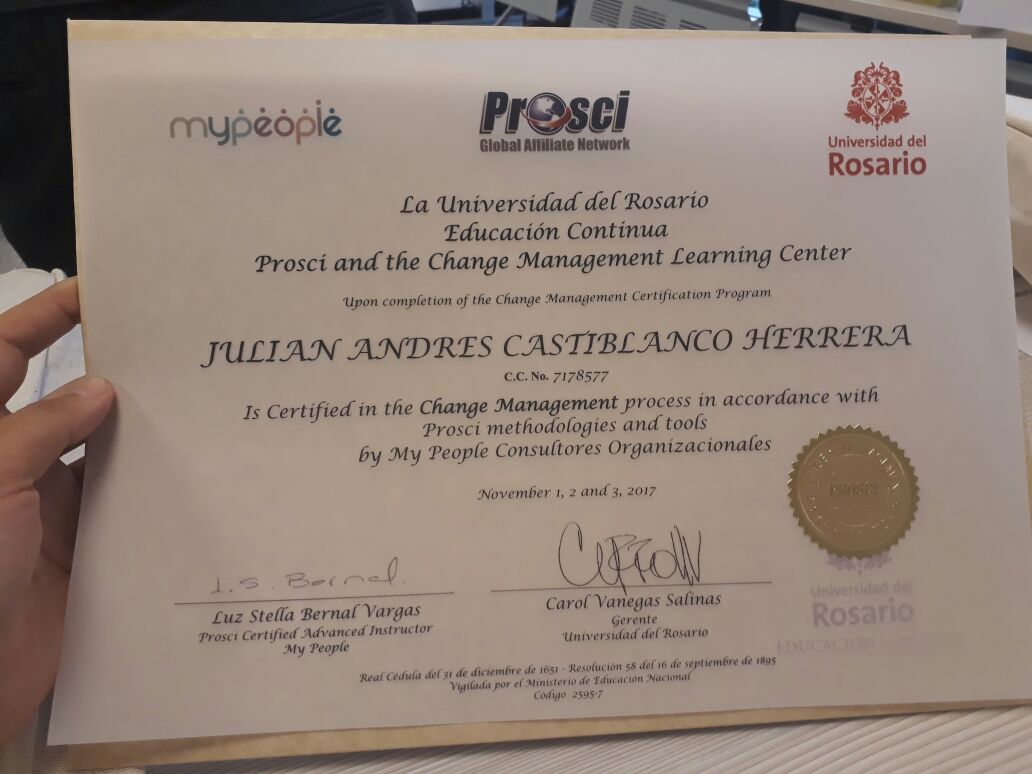 mypeople
Prosci
Global Affiliate Network
Universidad del
Rosario
La Universidad del Rosario
Educación Continua
Prosci and the Change Management Learning Center
Upon completion of the Change Management Certification Program
JULIAN ANDRES CASTIBLANCO HERRERA
C.C. No. 7178577
Is Certified in the Change Management process in accordance with
Prosci methodologies and tools
by My People Consultores Organizacionales
November 1, 2 and 3, 2017
L.S. Bernal.
Luz Stella Bernal Vargas
Prosci Certified Advanced Instructor
My People
Carol Vanegas Salinas
Gerente
Universidad del Rosario
PROSCI
Universidad del
Rosario
EDUCACIÓN
Real Cédula del 31 de diciembre de 1651 - Resolución 58 del 16 de septiembre de 1895
Vigilada por el Ministerio de Educación Nacional
Código 2595-7